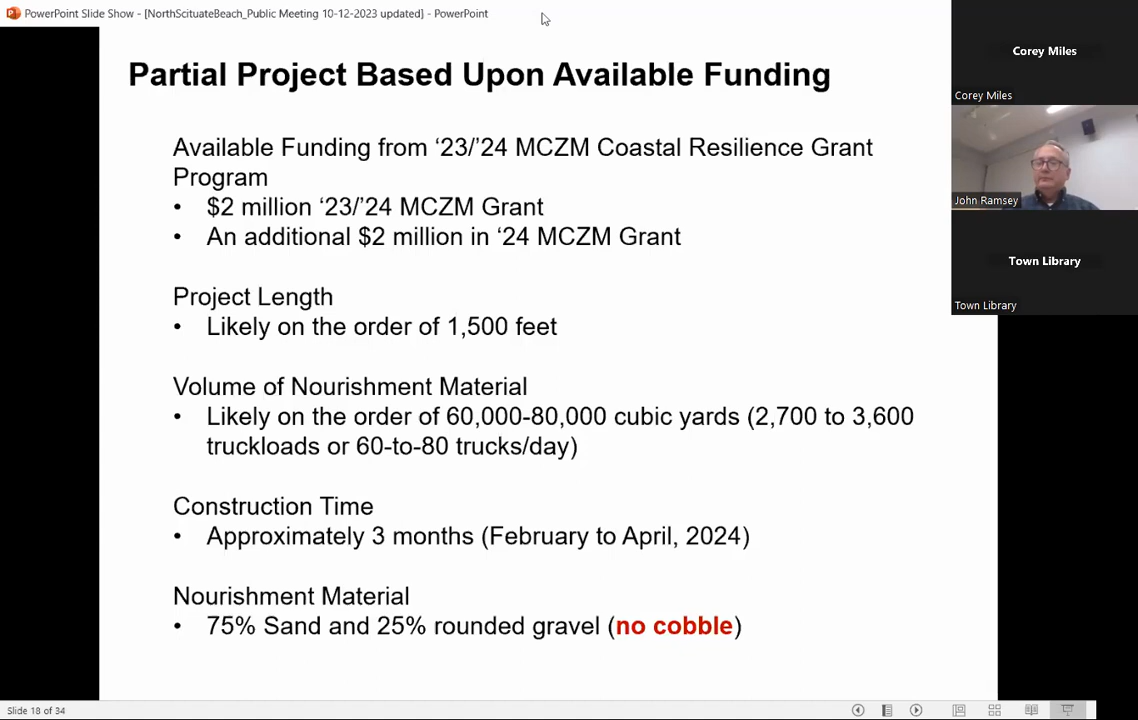 PowerPoint Slide Show - [NorthScituateBeach_Public Meeting 10-12-2023 updated] - PowerPoint
Partial Project Based Upon Available Funding
Available Funding from ‘23/’24 MCZM Coastal Resilience Grant
Program
• $2 million ‘23/’24 MCZM Grant
• An additional $2 million in ‘24 MCZM Grant
Project Length
• Likely on the order of 1,500 feet
Volume of Nourishment Material
• Likely on the order of 60,000-80,000 cubic yards (2,700 to 3,600
truckloads or 60-to-80 trucks/day)
Construction Time
• Approximately 3 months (February to April, 2024)
Nourishment Material
• 75% Sand and 25% rounded gravel (no cobble)
Corey Miles
Corey Miles
John Ramsey
Town Library
Town Library
Slide 18 of 34